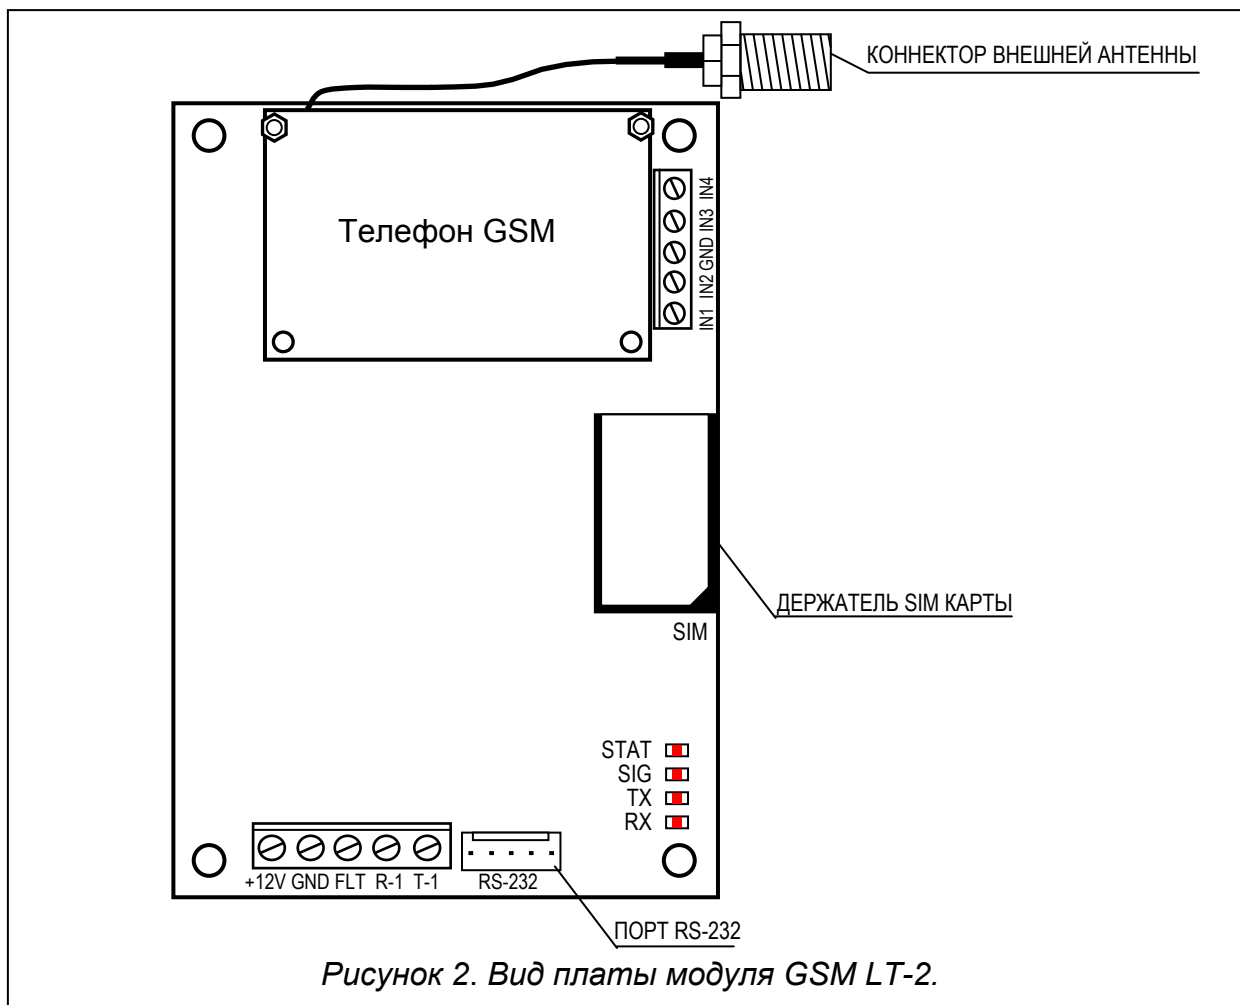 КОННЕКТОР ВНЕШНЕЙ АНТЕННЫ
Телефон GSM
IN1 IN2 GND IN3 IN4
ДЕРЖАТЕЛЬ SIM КАРТЫ
SIM
STAT
SIG
TX
RX
+12V GND FLT R-1 T-1
RS-232
ПОРТ RS-232
Рисунок 2. Вид платы модуля GSM LT-2.